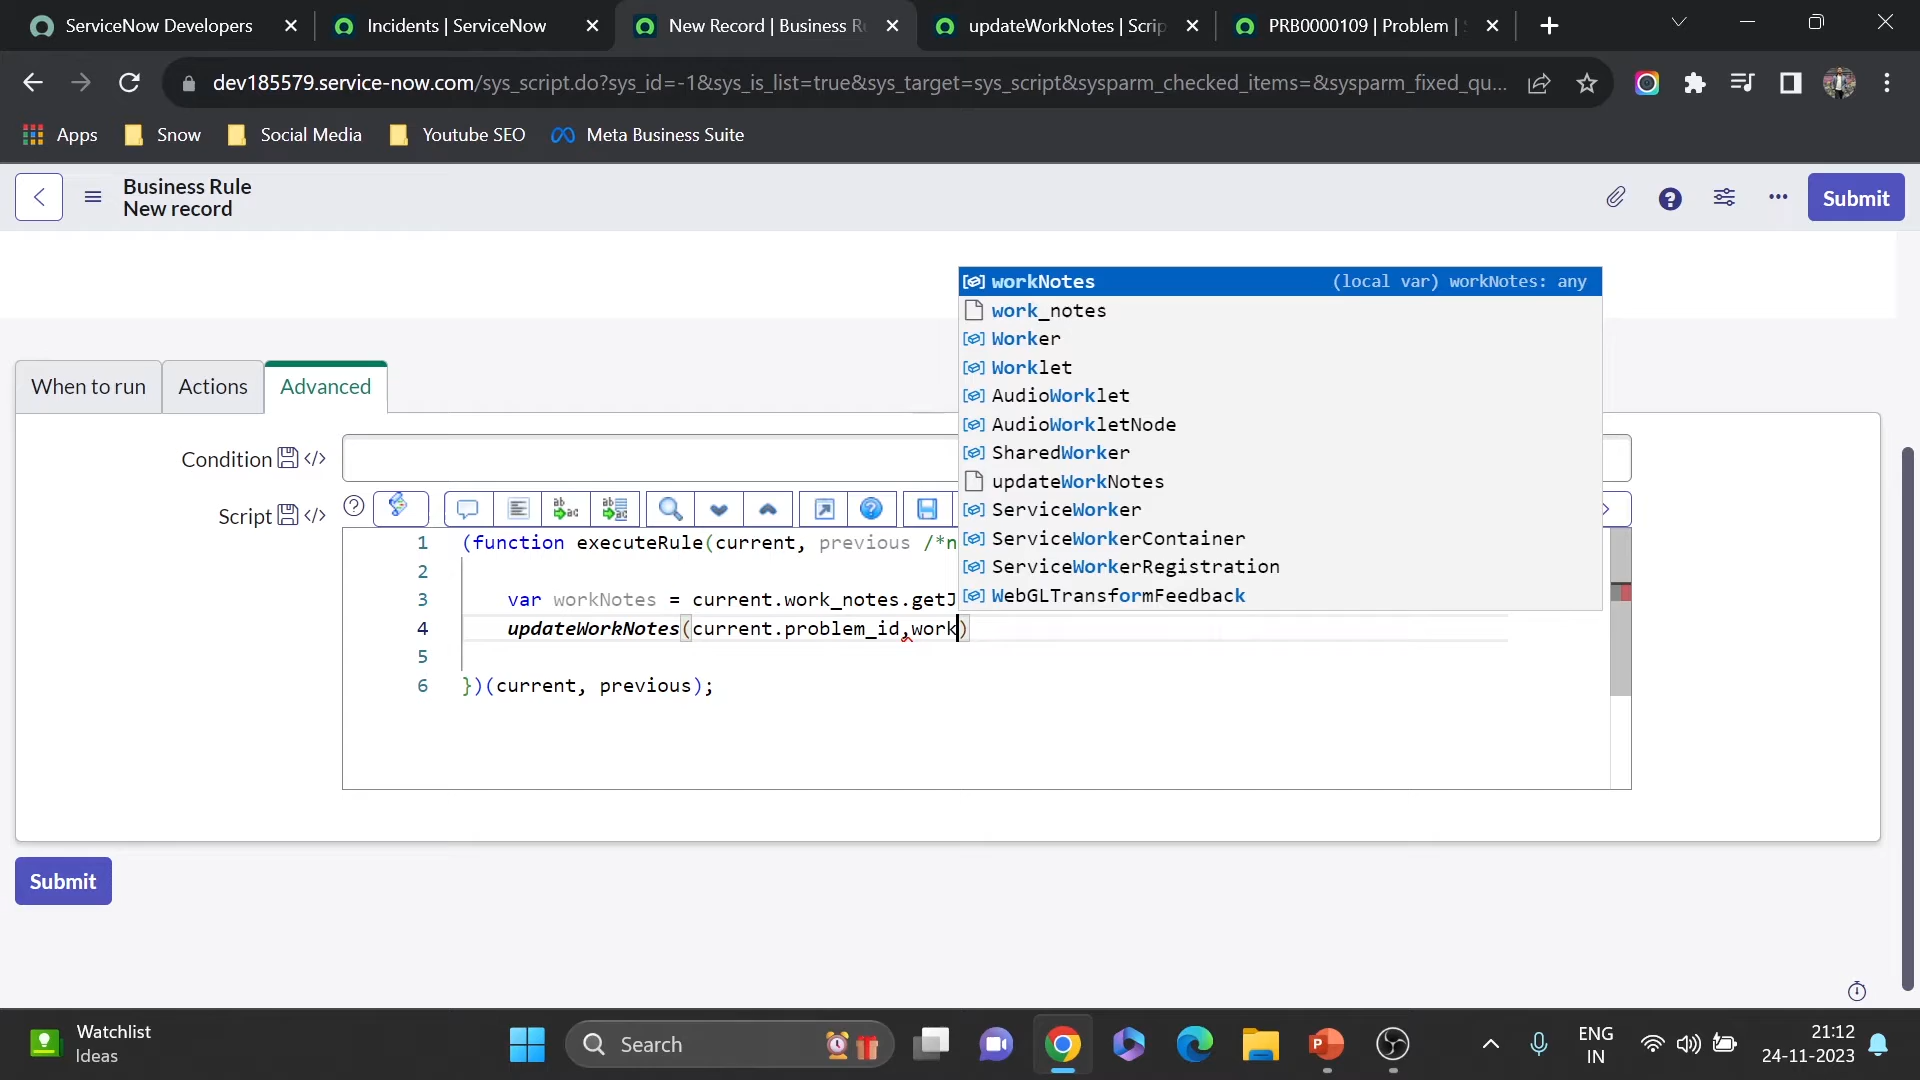 ServiceNow Developers
Incidents | ServiceNow
New Record | Business R
updateWorkNotes | Scrip
PRB0000109 | Problem |
dev185579.service-now.com/sys_script.do?sys_id=-1&sys_is_list=true&sys_target=sys_script&sysparm_checked_items=&sysparm_fixed_qu...
Apps
Snow
Social Media
Youtube SEO
Meta Business Suite
Business Rule
New record
Submit
workNotes (local var) workNotes: any
work_notes
Worker
Worklet
AudioWorklet
AudioWorkletNode
SharedWorker
updateWorkNotes
ServiceWorker
ServiceWorkerContainer
ServiceWorkerRegistration
WebGLTransformFeedback
When to run
Actions
Advanced
Condition
Script
1 (function executeRule(current, previous /*n
2
3 var workNotes = current.work_notes.getJ
4 updateWorkNotes(current.problem_id,work)
5
6 })(current, previous);
Submit
Watchlist
Ideas
Search
ENG
IN
21:12
24-11-2023